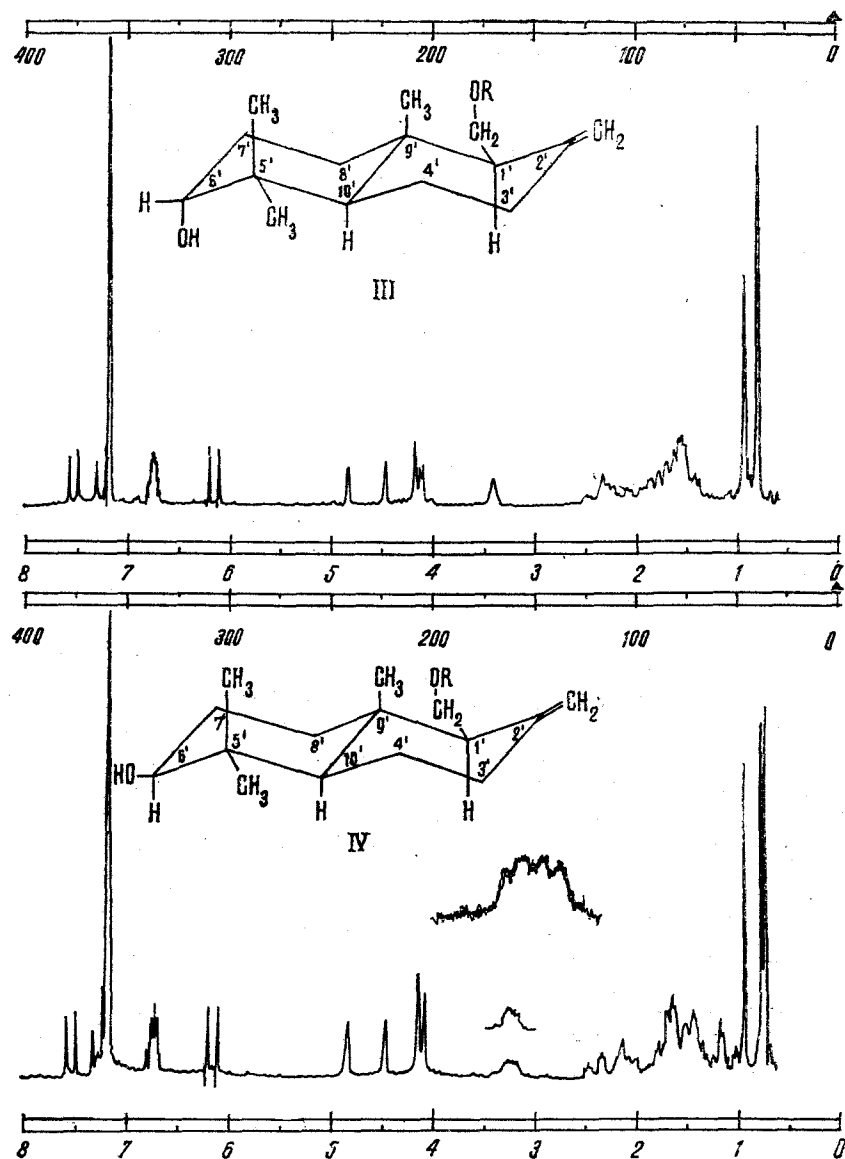 400 300 200 100 0
OR
CH₃ CH₃ CH₂ CH₂
7' 9' 2'
5' 8' 4' 1'
6' 10' 3'
H CH₃ H H
OH
III
8 7 6 5 4 3 2 1 0
400 300 200 100 0
CH₃ CH₃ OR
CH₂ CH₂
7' 9' 2'
5' 8' 4' 1'
6' 10' 3'
HO CH₃
H H H
IV
8 7 6 5 4 3 2 1 0